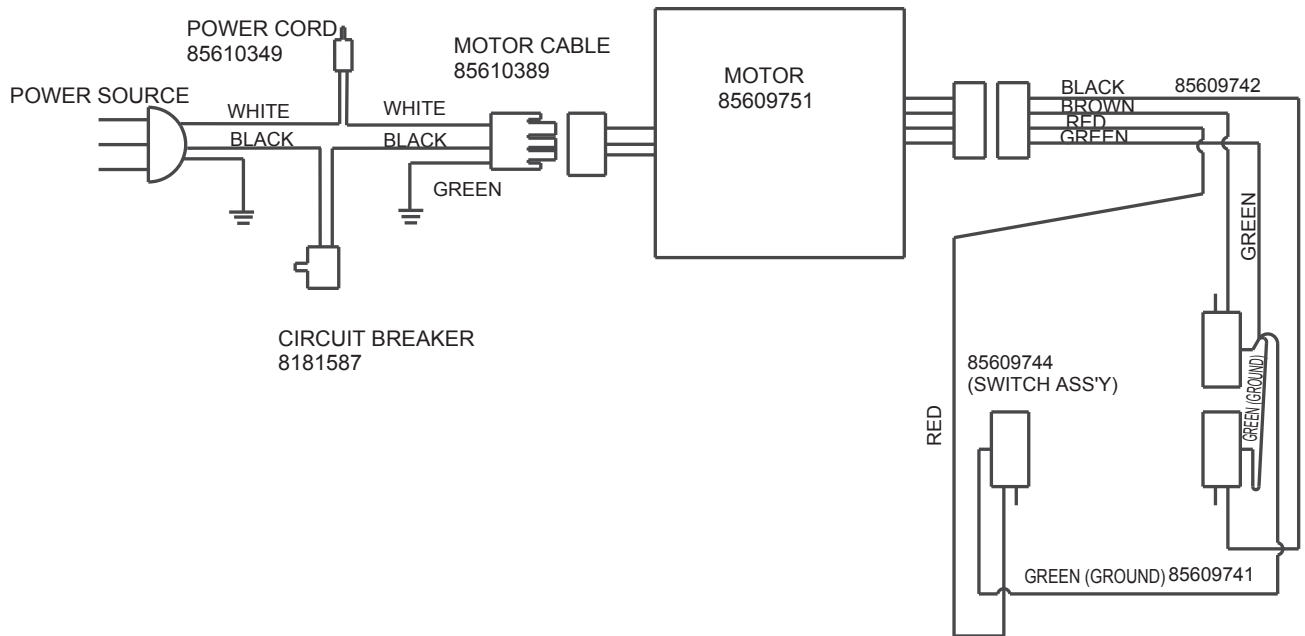 POWER CORD
85610349
MOTOR CABLE
85610389
MOTOR
85609751
POWER SOURCE
WHITE
WHITE
BLACK
BLACK
GREEN
BLACK
85609742
BROWN
RED
GREEN
GREEN
CIRCUIT BREAKER
8181587
85609744
(SWITCH ASS'Y)
GREEN (GROUND)
RED
GREEN (GROUND) 85609741